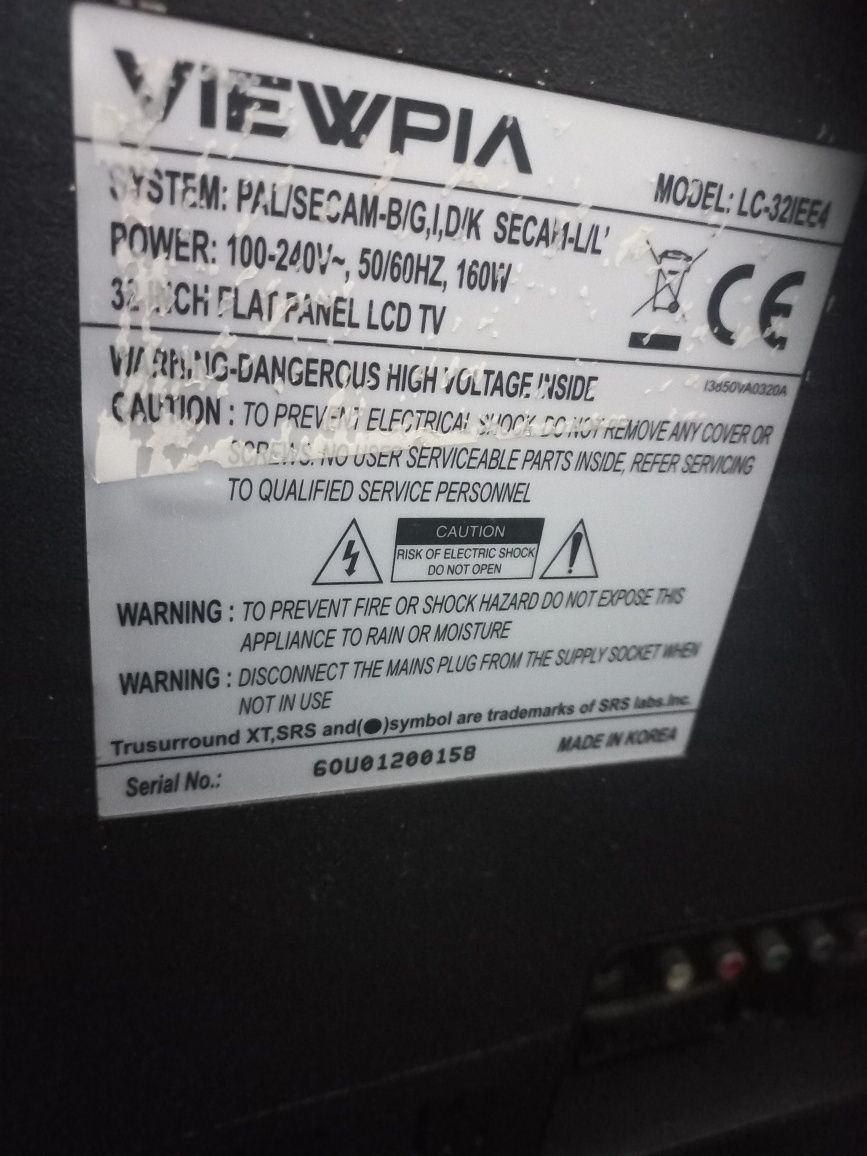 VIEWPIA
MODEL: LC-32IEE4
SYSTEM: PAL/SECAM-B/G,I,D/K SECAM-L/L'
POWER: 100-240V~, 50/60HZ, 160W
32 INCH FLAT PANEL LCD TV
CE
WARNING-DANGEROUS HIGH VOLTAGE INSIDE
I3850VA0320A
CAUTION : TO PREVENT ELECTRICAL SHOCK. DO NOT REMOVE ANY COVER OR
SCREWS. NO USER SERVICEABLE PARTS INSIDE, REFER SERVICING
TO QUALIFIED SERVICE PERSONNEL
CAUTION
RISK OF ELECTRIC SHOCK
DO NOT OPEN
WARNING : TO PREVENT FIRE OR SHOCK HAZARD DO NOT EXPOSE THIS
APPLIANCE TO RAIN OR MOISTURE
WARNING : DISCONNECT THE MAINS PLUG FROM THE SUPPLY SOCKET WHEN
NOT IN USE
Trusurround XT,SRS and(●)symbol are trademarks of SRS labs.Inc.
Serial No.: 60U01200158 MADE IN KOREA